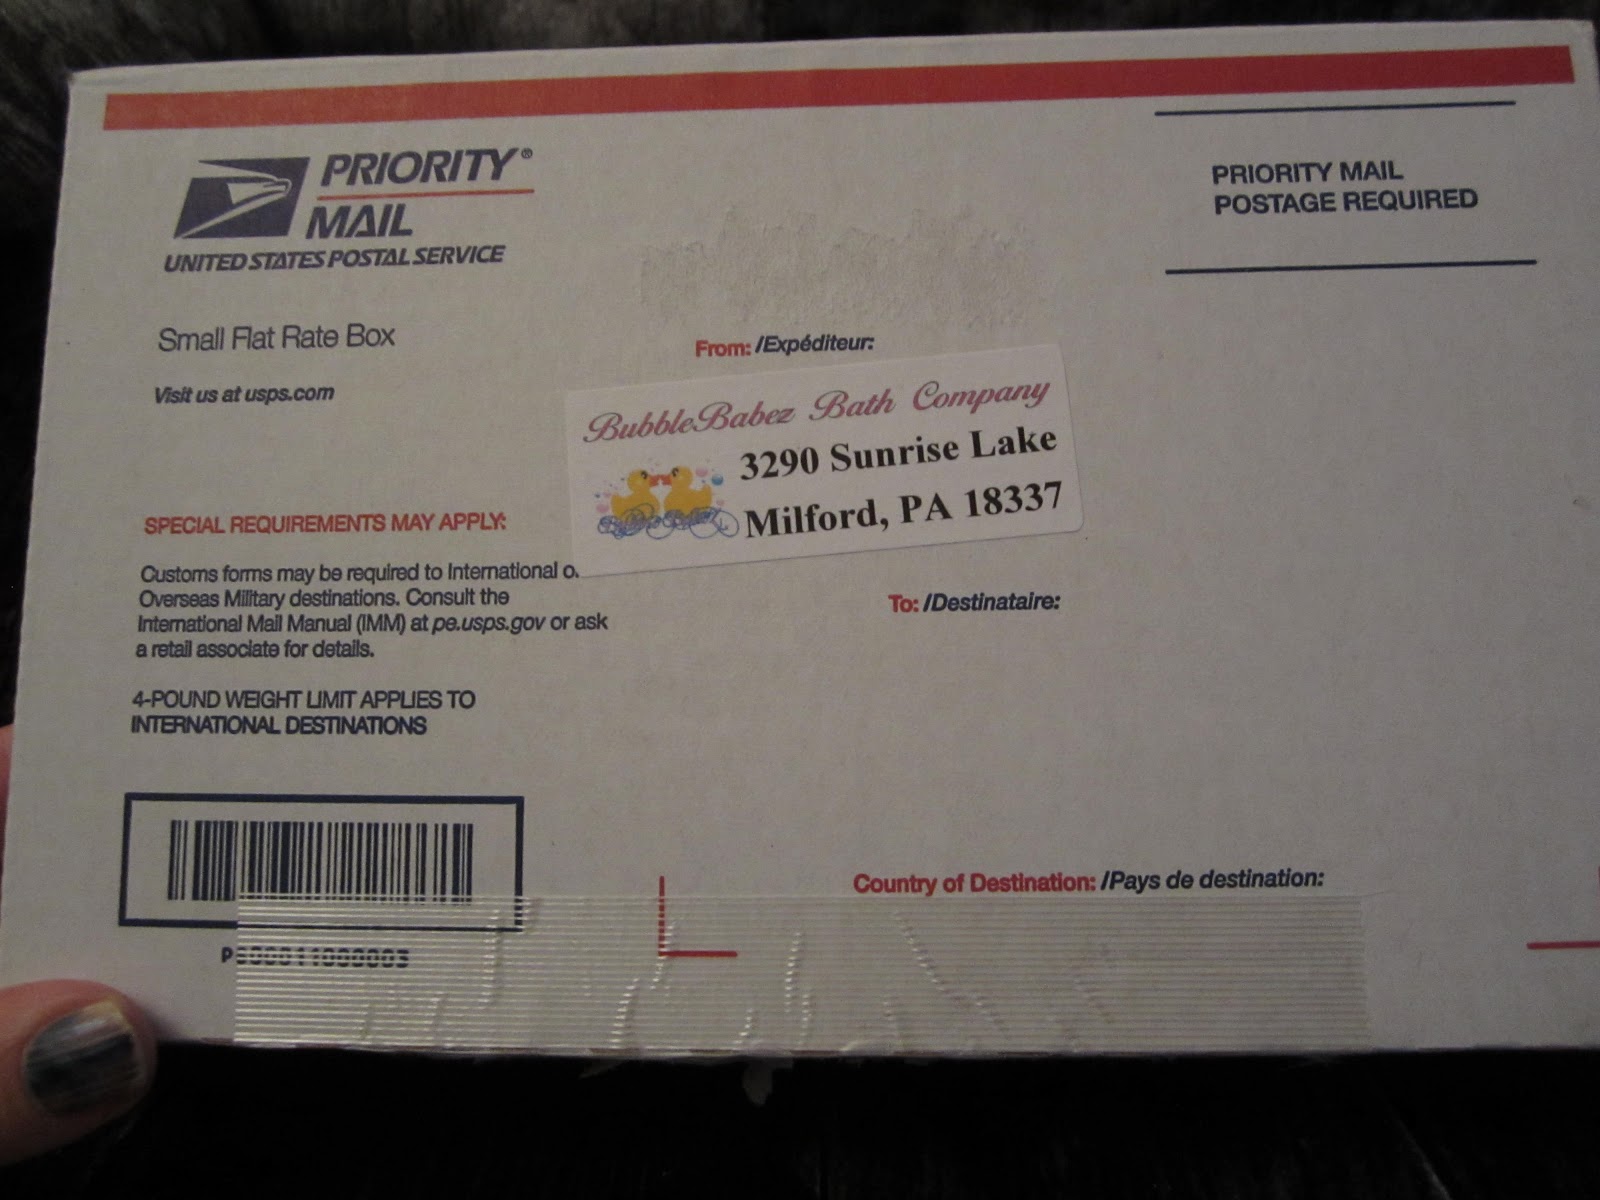 PRIORITY®
MAIL
UNITED STATES POSTAL SERVICE
PRIORITY MAIL
POSTAGE REQUIRED
Small Flat Rate Box
Visit us at usps.com
From: /Expéditeur:
BubbleBabez Bath Company
3290 Sunrise Lake
Milford, PA 18337
SPECIAL REQUIREMENTS MAY APPLY:
Customs forms may be required to International
Overseas Military destinations. Consult the
International Mail Manual (IMM) at pe.usps.gov or ask
a retail associate for details.
To: /Destinataire:
4-POUND WEIGHT LIMIT APPLIES TO
INTERNATIONAL DESTINATIONS
Country of Destination: /Pays de destination: